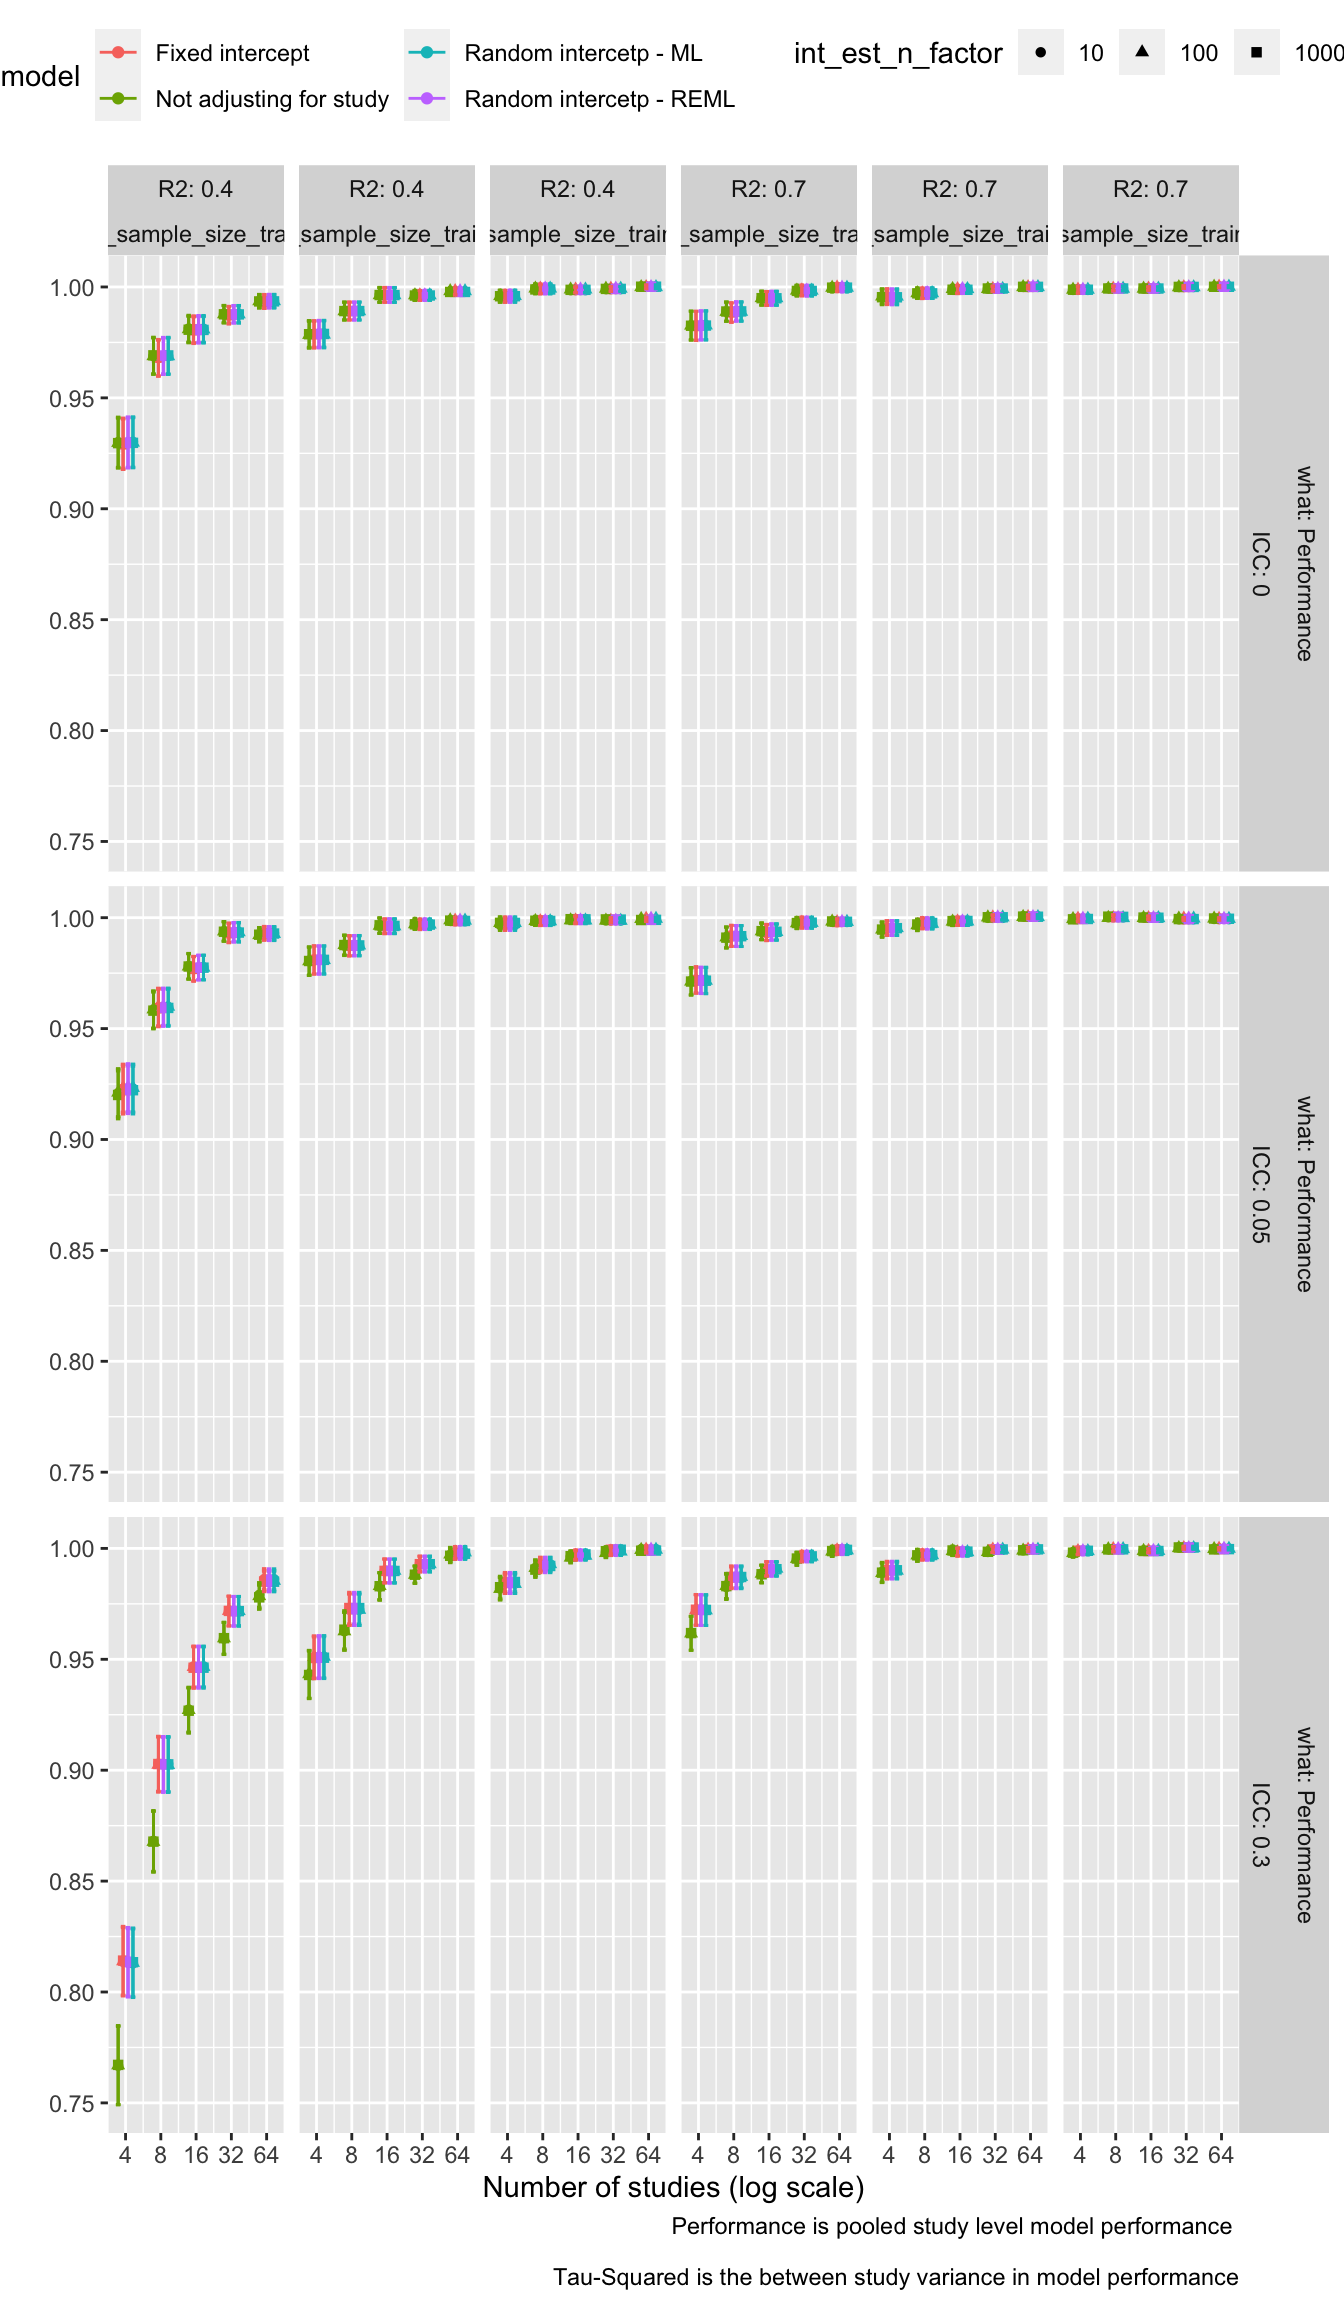 model
Fixed intercept
Random intercetp - ML
Not adjusting for study
Random intercetp - REML
int_est_n_factor
10
100
1000
R2: 0.4
R2: 0.4
R2: 0.4
R2: 0.7
R2: 0.7
R2: 0.7
_sample_size_tra
_sample_size_trai
sample_size_train
_sample_size_tra
_sample_size_trai
sample_size_train
1.00
0.95
0.90
0.85
0.80
0.75
what: Performance
ICC: 0
1.00
0.95
0.90
0.85
0.80
0.75
what: Performance
ICC: 0.05
1.00
0.95
0.90
0.85
0.80
0.75
what: Performance
ICC: 0.3
4 8 16 32 64
4 8 16 32 64
4 8 16 32 64
4 8 16 32 64
4 8 16 32 64
4 8 16 32 64
Number of studies (log scale)
Performance is pooled study level model performance
Tau-Squared is the between study variance in model performance